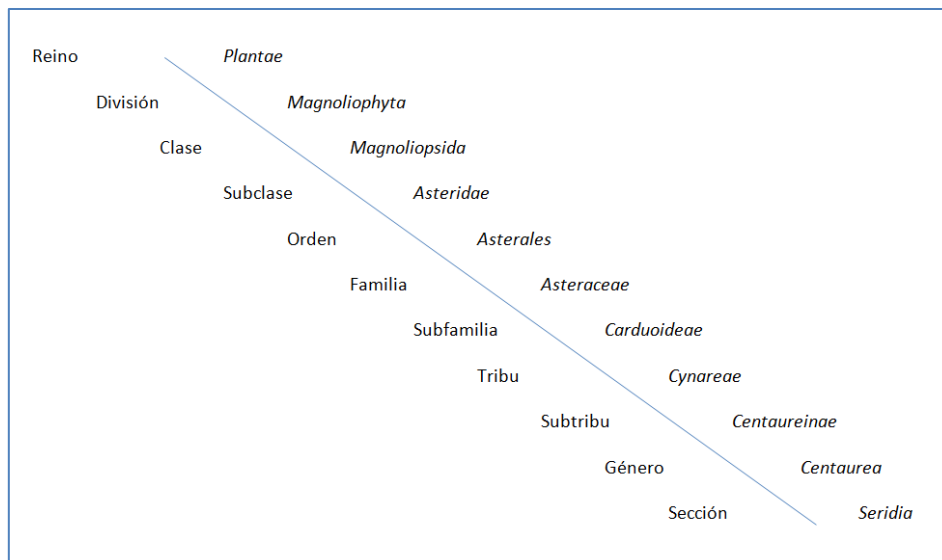 Reino Plantae
División Magnoliophyta
Clase Magnoliopsida
Subclase Asteridae
Orden Asterales
Familia Asteraceae
Subfamilia Carduoideae
Tribu Cynareae
Subtribu Centaureinae
Género Centaurea
Sección Seridia